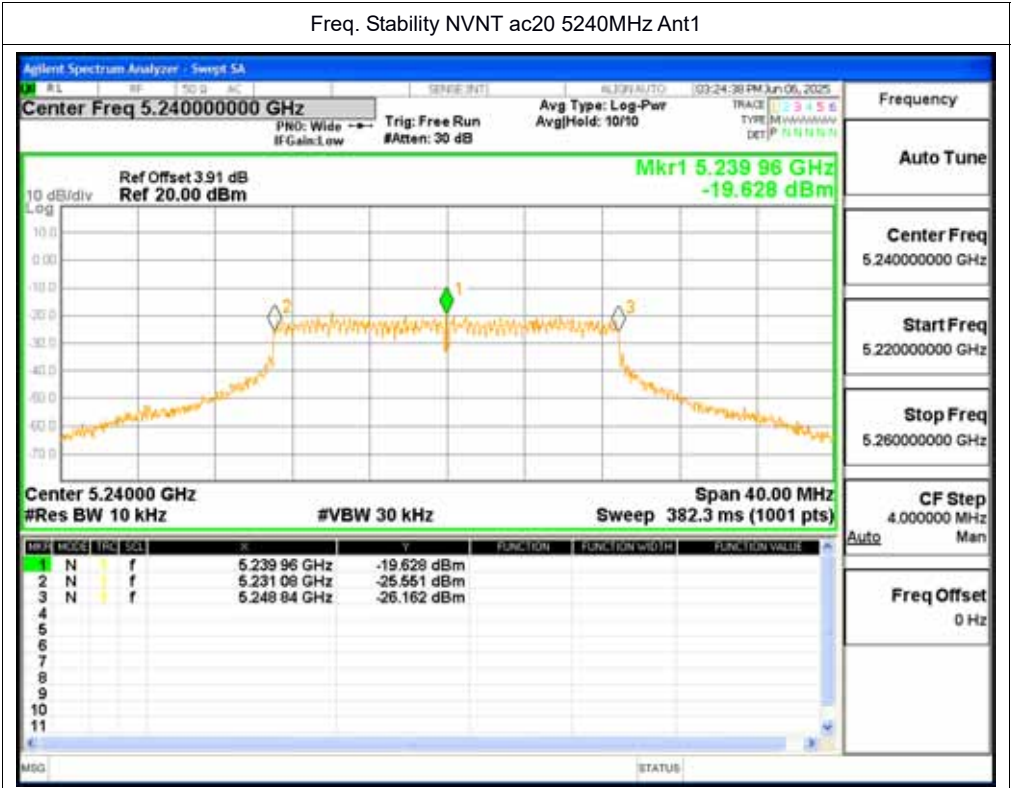 Freq. Stability NVNT ac20 5240MHz Ant1
Agilent Spectrum Analyzer - Swept SA
RL RF 50 Ω AC SENSE:INT ALIGN AUTO 03:24:38 PM Jun 06, 2025
Center Freq 5.240000000 GHz
PNO: Wide
IFGain:Low
Trig: Free Run
#Atten: 30 dB
Avg Type: Log-Pwr
Avg|Hold: 10/10
TRACE 1 2 3 4 5 6
TYPE M
DET P N N N N N
Mkr1 5.239 96 GHz
-19.628 dBm
Ref Offset 3.91 dB
10 dB/div Ref 20.00 dBm
Log
10.0
0.00
-10.0
-20.0
-30.0
-40.0
-50.0
-60.0
-70.0
2
1
3
Center 5.24000 GHz Span 40.00 MHz
#Res BW 10 kHz #VBW 30 kHz Sweep 382.3 ms (1001 pts)
MKR MODE TRC SCL X Y FUNCTION FUNCTION WIDTH FUNCTION VALUE
1 N 1 f 5.239 96 GHz -19.628 dBm
2 N 1 f 5.231 08 GHz -25.551 dBm
3 N 1 f 5.248 84 GHz -26.162 dBm
4
5
6
7
8
9
10
11
MSG STATUS
Frequency
Auto Tune
Center Freq
5.240000000 GHz
Start Freq
5.220000000 GHz
Stop Freq
5.260000000 GHz
CF Step
4.000000 MHz
Auto Man
Freq Offset
0 Hz